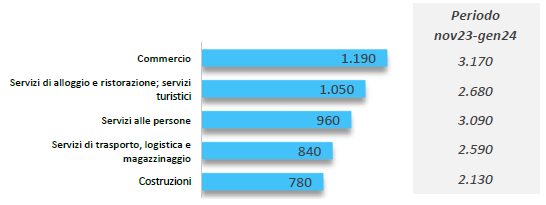 Periodo
nov23-gen24
Commercio 1.190 3.170
Servizi di alloggio e ristorazione; servizi
turistici 1.050 2.680
Servizi alle persone 960 3.090
Servizi di trasporto, logistica e
magazzinaggio 840 2.590
Costruzioni 780 2.130